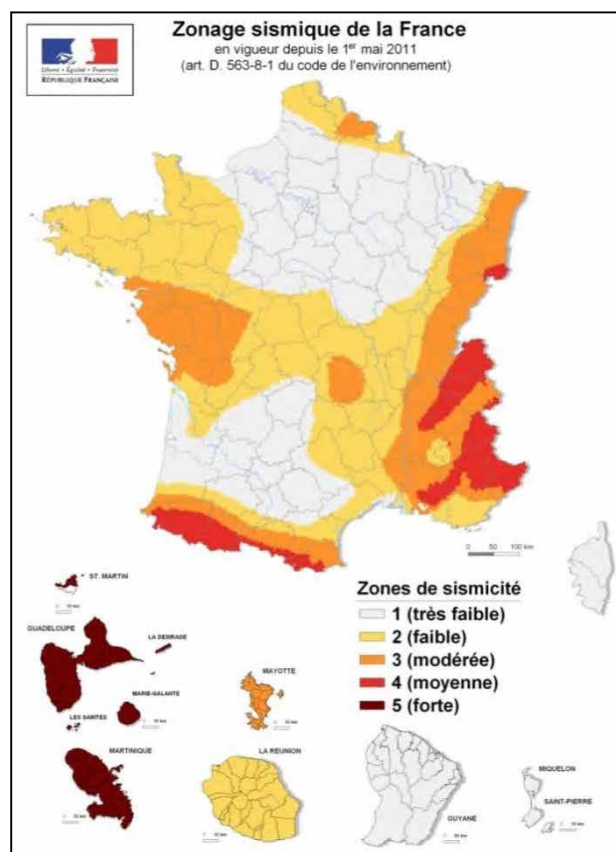 Zonage sismique de la France
en vigueur depuis le 1er mai 2011
(art. D. 563-8-1 du code de l'environnement)
Liberté • Égalité • Fraternité
RÉPUBLIQUE FRANÇAISE
0 50 100 km
Zones de sismicité
1 (très faible)
2 (faible)
3 (modérée)
4 (moyenne)
5 (forte)
ST. MARTIN
GUADELOUPE
LA DESIRADE
MARIE-GALANTE
LES SAINTES
MARTINIQUE
MAYOTTE
LA REUNION
GUYANE
MIQUELON
SAINT-PIERRE